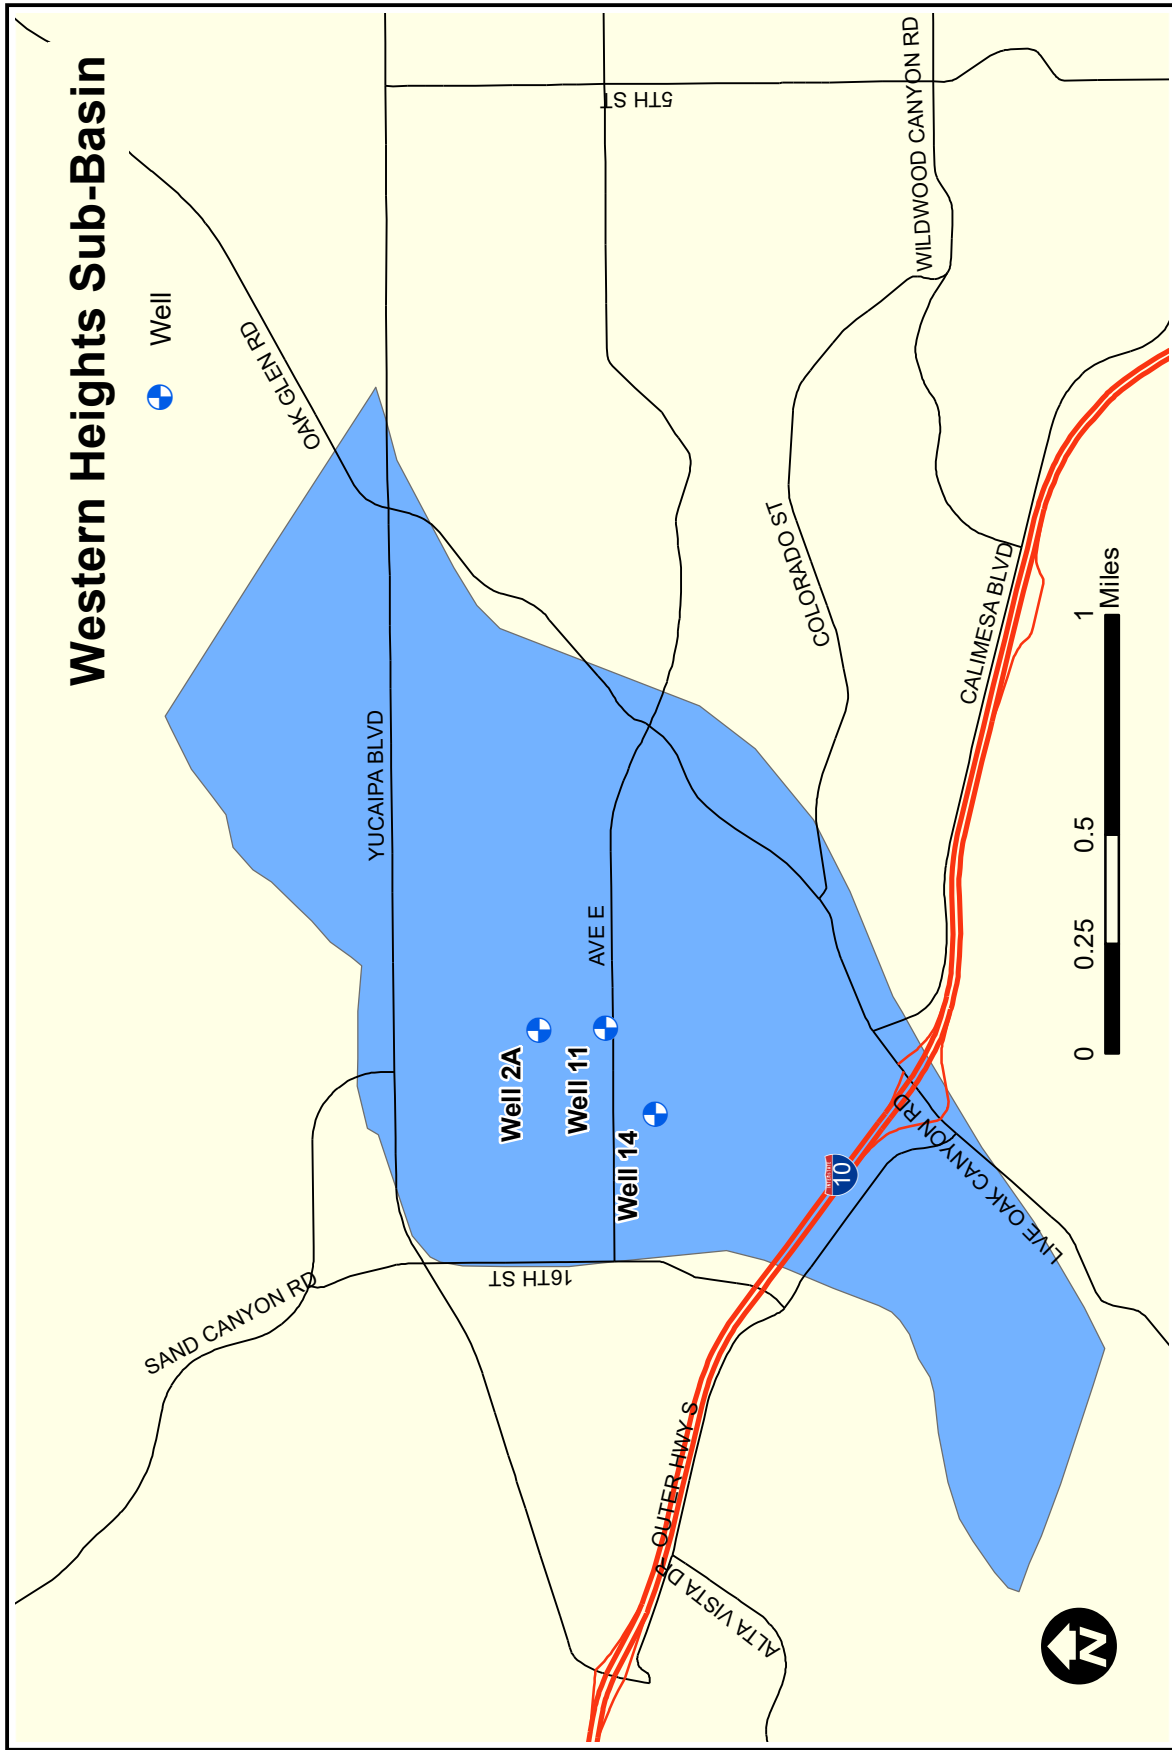 Western Heights Sub-Basin
Well
OAK GLEN RD
5TH ST
WILDWOOD CANYON RD
YUCAIPA BLVD
COLORADO ST
CALIMESA BLVD
AVE E
Well 2A
Well 11
Well 14
SAND CANYON RD
16TH ST
10
LIVE OAK CANYON RD
OUTER HWY S
ALTA VISTA DR
0 0.25 0.5 1
Miles
N